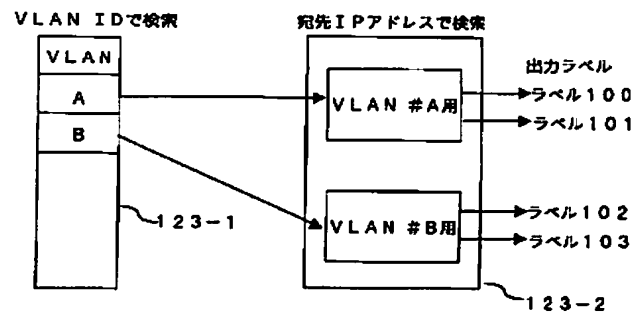 VLAN IDで検索
VLAN
A
B
123-1
宛先IPアドレスで検索
VLAN #A用
VLAN #B用
出力ラベル
ラベル100
ラベル101
ラベル102
ラベル103
123-2